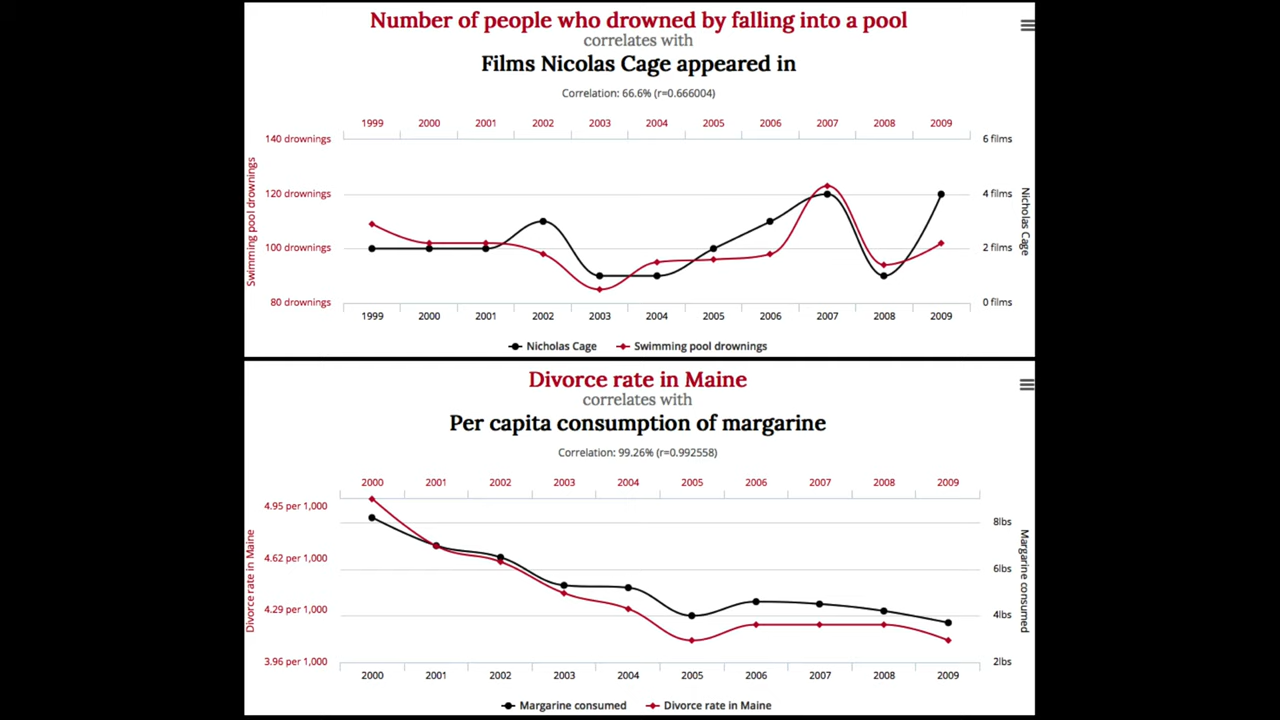 Number of people who drowned by falling into a pool
correlates with
Films Nicolas Cage appeared in
Correlation: 66.6% (r=0.666004)
1999 2000 2001 2002 2003 2004 2005 2006 2007 2008 2009
140 drownings 6 films
120 drownings 4 films
100 drownings 2 films
80 drownings 0 films
Swimming pool drownings
Nicholas Cage
1999 2000 2001 2002 2003 2004 2005 2006 2007 2008 2009
Nicholas Cage Swimming pool drownings
Divorce rate in Maine
correlates with
Per capita consumption of margarine
Correlation: 99.26% (r=0.992558)
2000 2001 2002 2003 2004 2005 2006 2007 2008 2009
4.95 per 1,000 8lbs
4.62 per 1,000 6lbs
4.29 per 1,000 4lbs
3.96 per 1,000 2lbs
Divorce rate in Maine
Margarine consumed
2000 2001 2002 2003 2004 2005 2006 2007 2008 2009
Margarine consumed Divorce rate in Maine